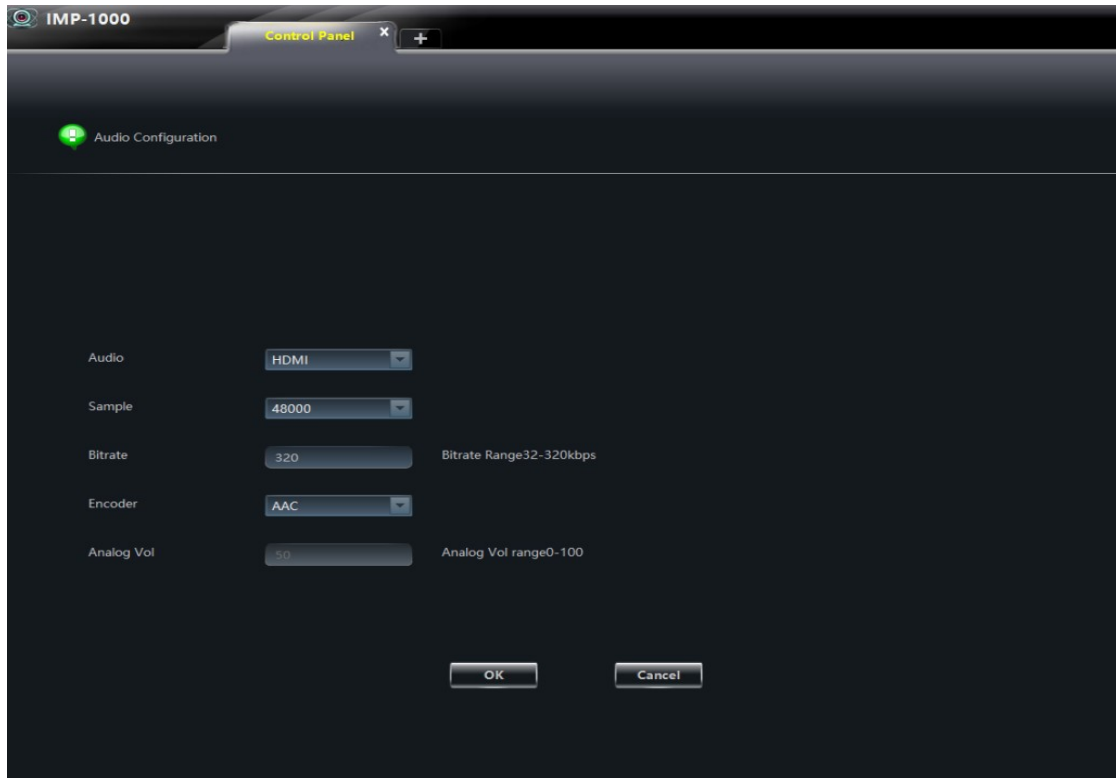 IMP-1000
Control Panel x +
Audio Configuration
Audio HDMI
Sample 48000
Bitrate 320 Bitrate Range32-320kbps
Encoder AAC
Analog Vol 50 Analog Vol range0-100
OK Cancel